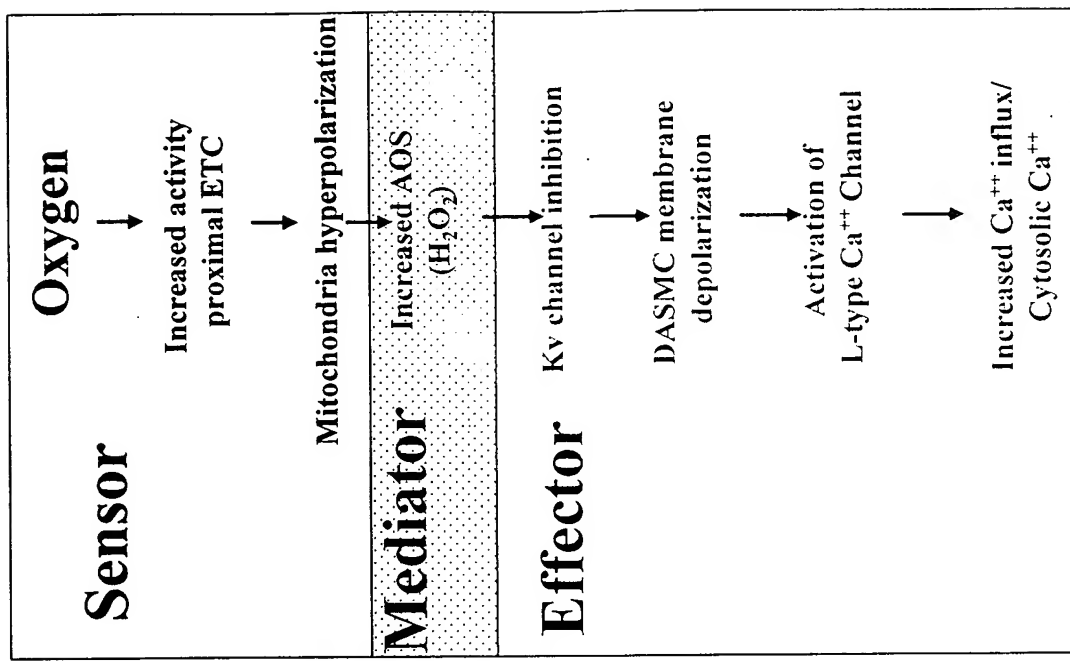 Oxygen
Sensor
Increased activity
proximal ETC
Mitochondria hyperpolarization
Mediator
Increased AOS
(H₂O₂)
Effector
Kv channel inhibition
DASMC membrane
depolarization
Activation of
L-type Ca⁺⁺ Channel
Increased Ca⁺⁺ influx/
Cytosolic Ca⁺⁺